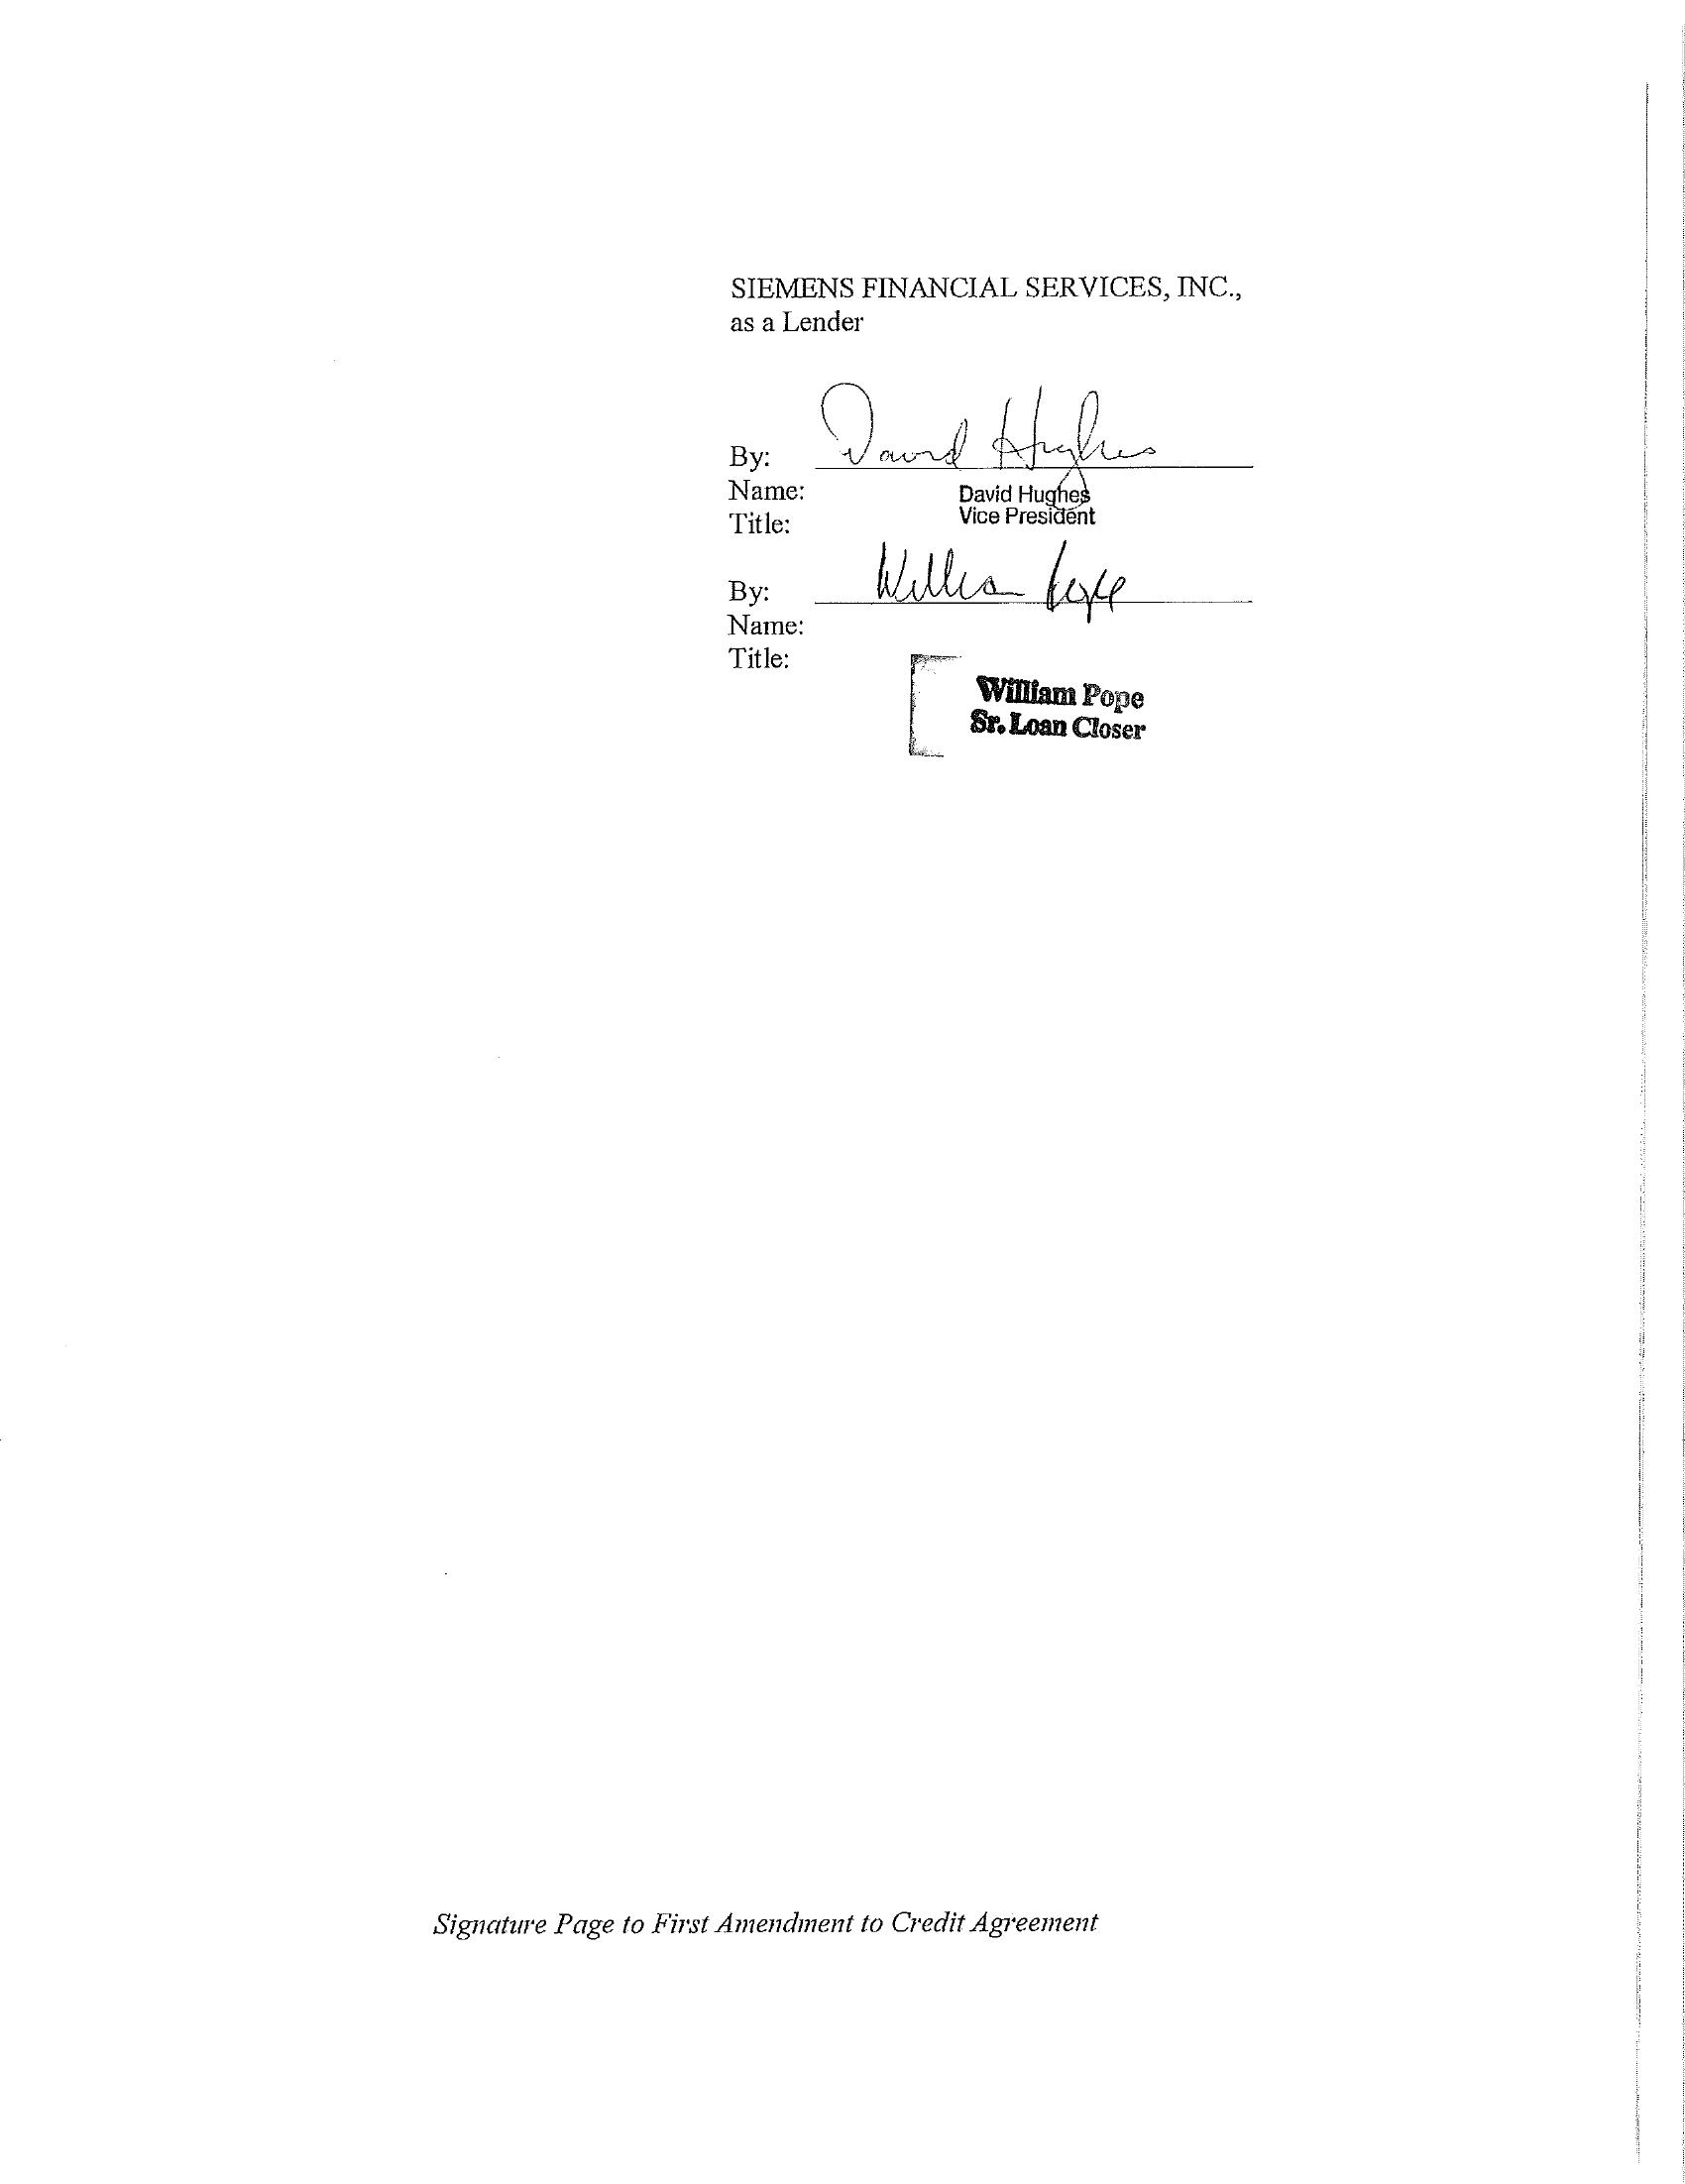 SIEMENS FINANCIAL SERVICES, INC.,
as a Lender
By: David Hughes
Name: David Hughes
Title: Vice President
By: William Pope
Name:
Title:
William Pope
Sr. Loan Closer
Signature Page to First Amendment to Credit Agreement